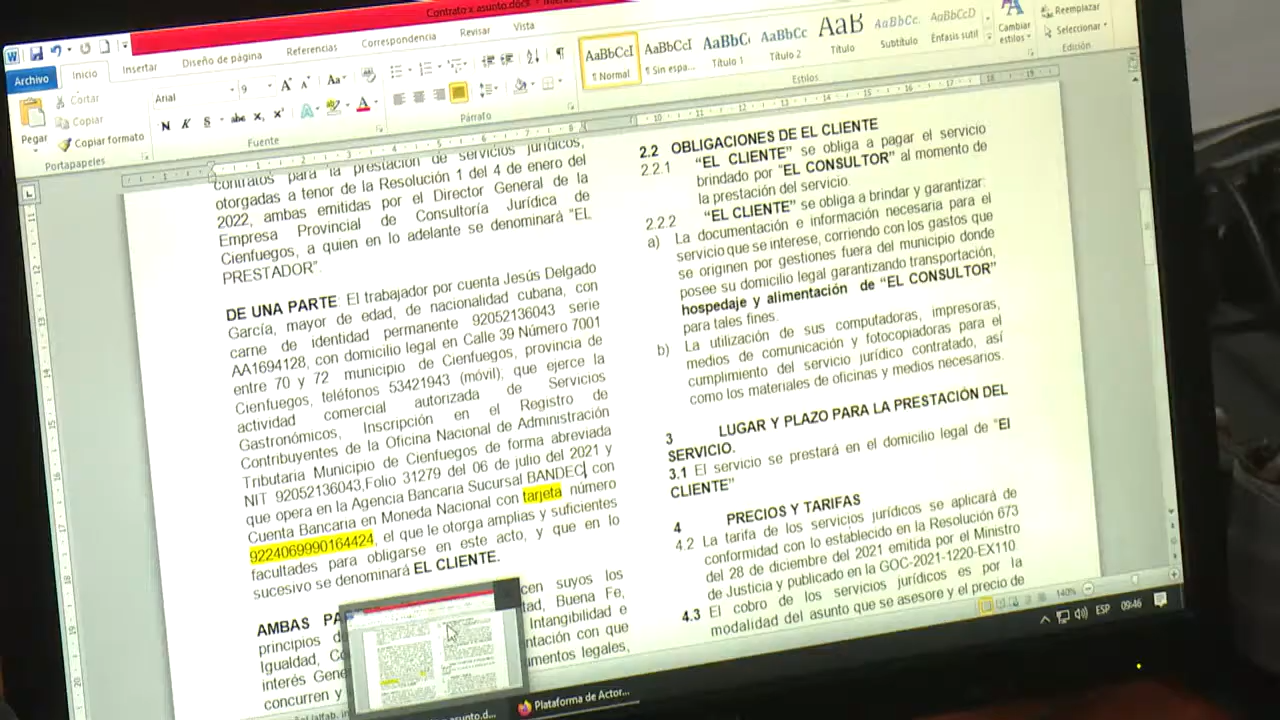 Contrato x asunto.docx
Archivo
Inicio
Insertar
Diseño de página
Referencias
Correspondencia
Revisar
Vista
Pegar
Cortar
Copiar
Copiar formato
Portapapeles
Arial
9
Fuente
Párrafo
AaBbCcI
¶ Normal
AaBbCcI
¶ Sin espa...
AaBbC
Título 1
AaBbCc
Título 2
AaB
Título
AaBbCc.
Subtítulo
AaBbCcD
Énfasis sutil
Estilos
Cambiar
estilos
Reemplazar
Seleccionar
Edición
contratos para la prestación de servicios jurídicos,
otorgadas a tenor de la Resolución 1 del 4 de enero del
2022, ambas emitidas por el Director General de la
Empresa Provincial de Consultoría Jurídica de
Cienfuegos, a quien en lo adelante se denominará "EL
PRESTADOR".
DE UNA PARTE: El trabajador por cuenta Jesús Delgado
García, mayor de edad, de nacionalidad cubana, con
carne de identidad permanente 92052136043 serie
AA1694128, con domicilio legal en Calle 39 Número 7001
entre 70 y 72 municipio de Cienfuegos, provincia de
Cienfuegos, teléfonos 53421943 (móvil), que ejerce la
actividad comercial autorizada de Servicios
Gastronómicos, Inscripción en el Registro de
Contribuyentes de la Oficina Nacional de Administración
Tributaria Municipio de Cienfuegos de forma abreviada
NIT 92052136043,Folio 31279 del 06 de julio del 2021 y
que opera en la Agencia Bancaria Sucursal BANDEC con
Cuenta Bancaria en Moneda Nacional con tarjeta número
9224069990164424, el que le otorga amplias y suficientes
facultades para obligarse en este acto, y que en lo
sucesivo se denominará EL CLIENTE.
AMBAS PA
cen suyos los
principios d
tad, Buena Fe,
Igualdad, Co
Intangibilidad e
interés Gene
ntación con que
concurren y
mentos legales,
2.2 OBLIGACIONES DE EL CLIENTE
2.2.1 "EL CLIENTE" se obliga a pagar el servicio
brindado por "EL CONSULTOR" al momento de
la prestación del servicio.
2.2.2 "EL CLIENTE" se obliga a brindar y garantizar:
a) La documentación e información necesaria para el
servicio que se interese, corriendo con los gastos que
se originen por gestiones fuera del municipio donde
posee su domicilio legal garantizando transportación,
hospedaje y alimentación de "EL CONSULTOR"
para tales fines.
b) La utilización de sus computadoras, impresoras,
medios de comunicación y fotocopiadoras para el
cumplimiento del servicio jurídico contratado, así
como los materiales de oficinas y medios necesarios.
3 LUGAR Y PLAZO PARA LA PRESTACIÓN DEL
SERVICIO.
3.1 El servicio se prestará en el domicilio legal de "El
CLIENTE"
4 PRECIOS Y TARIFAS
4.2 La tarifa de los servicios jurídicos se aplicará de
conformidad con lo establecido en la Resolución 673
del 28 de diciembre del 2021 emitida por el Ministro
de Justicia y publicado en la GOC-2021-1220-EX110.
4.3 El cobro de los servicios jurídicos es por la
modalidad del asunto que se asesore y el precio de
140%
asunto.d...
Plataforma de Actor...
ESP
09:46